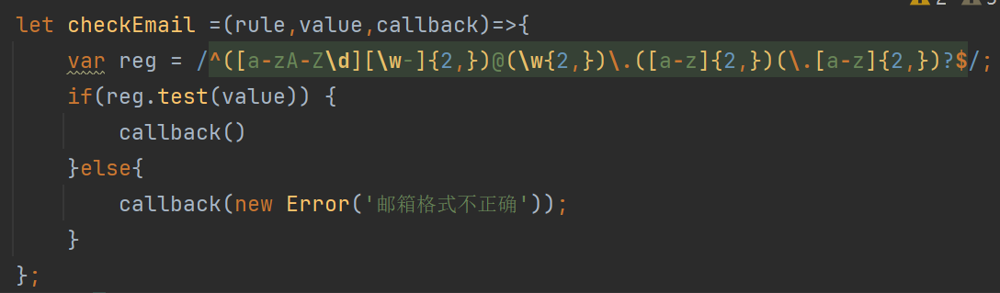 let checkEmail =(rule,value,callback)=>{
var reg = /^([a-zA-Z\d][\w-]{2,})@(\w{2,})\.([a-z]{2,})(\.[a-z]{2,})?$/;
if(reg.test(value)) {
callback()
}else{
callback(new Error('邮箱格式不正确'));
}
};